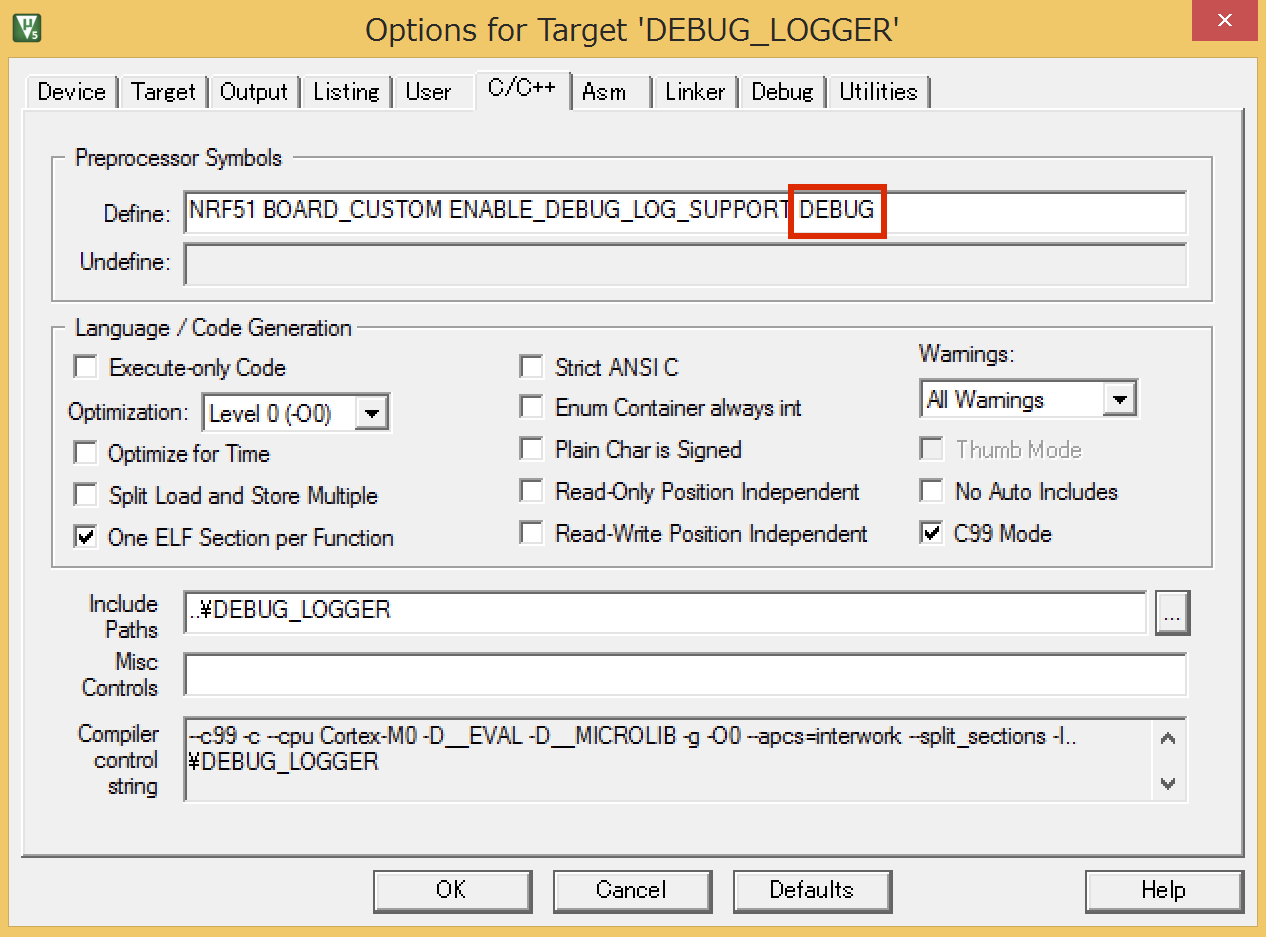 Options for Target 'DEBUG_LOGGER'
Device Target Output Listing User C/C++ Asm Linker Debug Utilities
Preprocessor Symbols
Define: NRF51 BOARD_CUSTOM ENABLE_DEBUG_LOG_SUPPORT DEBUG
Undefine:
Language / Code Generation
Execute-only Code
Optimization: Level 0 (-O0)
Optimize for Time
Split Load and Store Multiple
One ELF Section per Function
Strict ANSI C
Enum Container always int
Plain Char is Signed
Read-Only Position Independent
Read-Write Position Independent
Warnings:
All Warnings
Thumb Mode
No Auto Includes
C99 Mode
Include
Paths
..¥DEBUG_LOGGER
...
Misc
Controls
Compiler
control
string
--c99 -c --cpu Cortex-M0 -D__EVAL -D__MICROLIB -g -O0 --apcs=interwork --split_sections -I..
¥DEBUG_LOGGER
OK Cancel Defaults Help